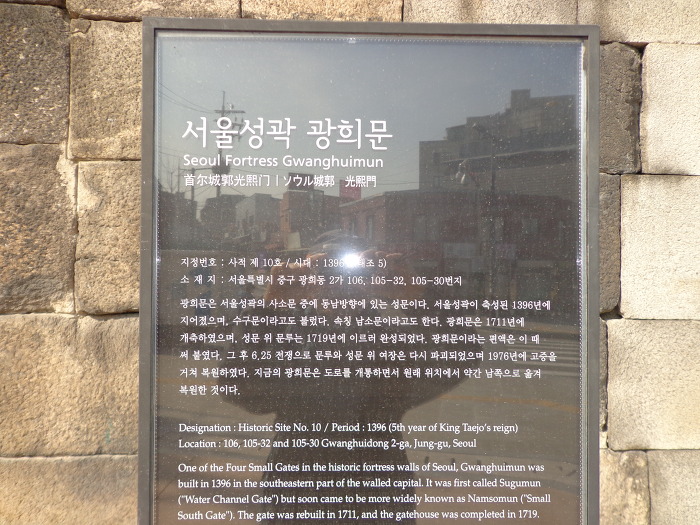 서울성곽 광희문
Seoul Fortress Gwanghuimun
首尔城郭光熙门 | ソウル城郭 光熙門
지정번호 : 사적 제 10호 / 시대 : 1396 조 5)
소 재 지 : 서울특별시 중구 광희동 2가 106, 105-32, 105-30번지
광희문은 서울성곽의 사소문 중에 동남방향에 있는 성문이다. 서울성곽이 축성된 1396년에
지어졌으며, 수구문이라고도 불렀다. 속칭 남소문이라고도 한다. 광희문은 1711년에
개축하였으며, 성문 위 문루는 1719년에 이르러 완성되었다. 광희문이라는 편액은 이 때
써 붙였다. 그 후 6.25 전쟁으로 문루와 성문 위 여장은 다시 파괴되었으며 1976년에 고증을
거쳐 복원하였다. 지금의 광희문은 도로를 개통하면서 원래 위치에서 약간 남쪽으로 옮겨
복원한 것이다.
Designation : Historic Site No. 10 / Period : 1396 (5th year of King Taejo's reign)
Location : 106, 105-32 and 105-30 Gwanghuidong 2-ga, Jung-gu, Seoul
One of the Four Small Gates in the historic fortress walls of Seoul, Gwanghuimun was
built in 1396 in the southeastern part of the walled capital. It was first called Sugumun
("Water Channel Gate") but soon came to be more widely known as Namsomun ("Small
South Gate"). The gate was rebuilt in 1711, and the gatehouse was completed in 1719.